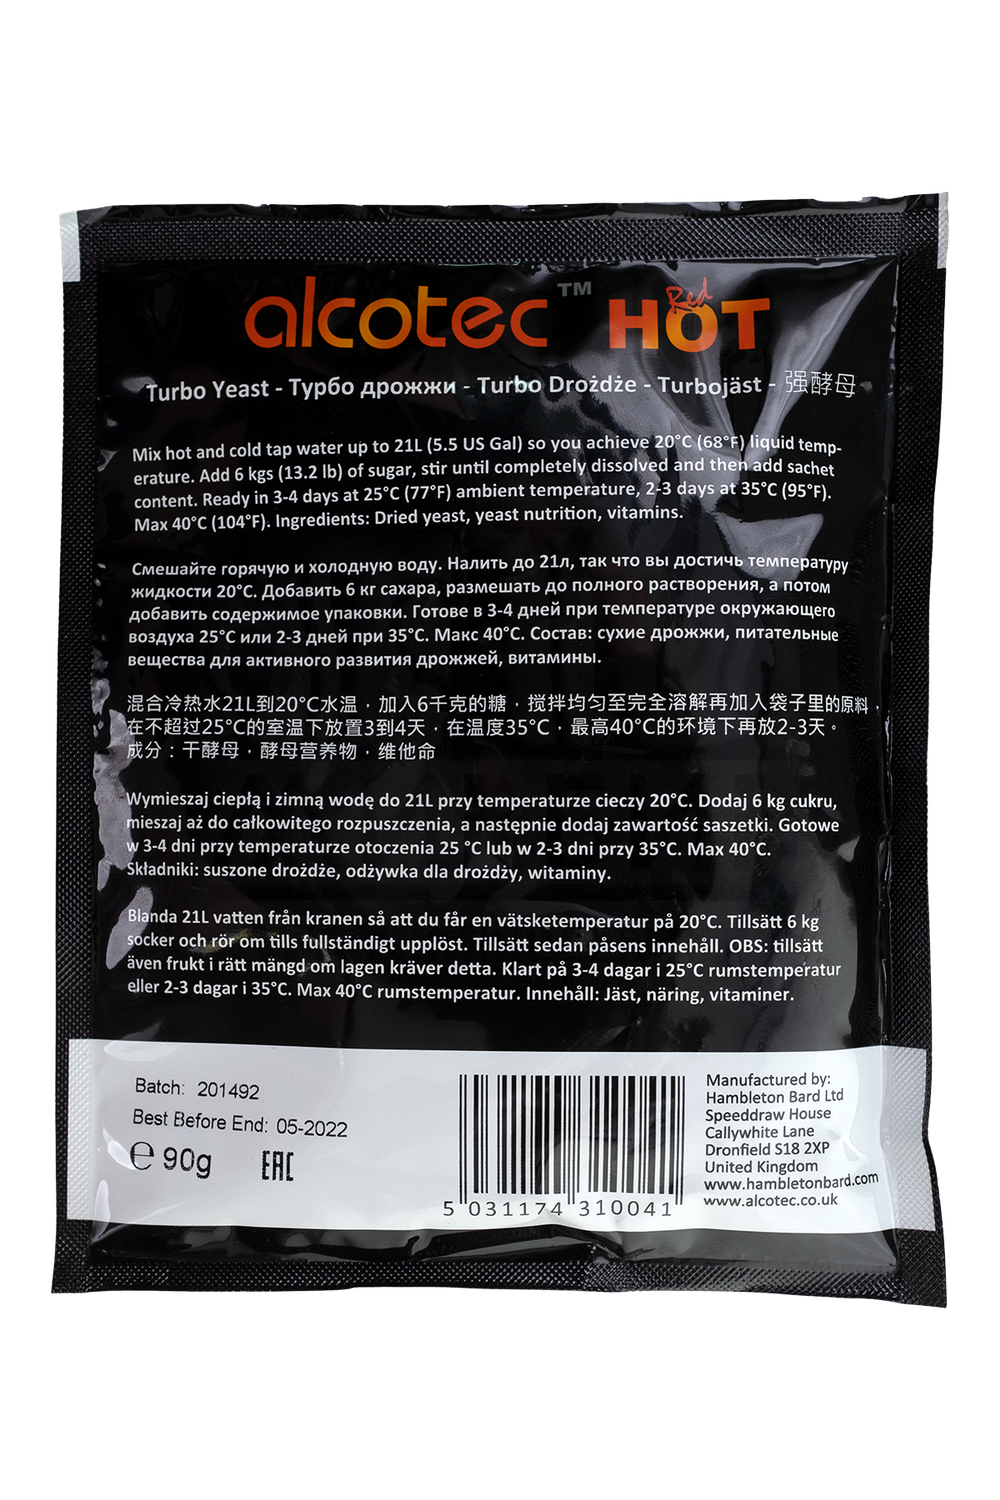 alcotec™ Red HOT
Turbo Yeast - Турбо дрожжи - Turbo Drożdże - Turbojäst - 强酵母
Mix hot and cold tap water up to 21L (5.5 US Gal) so you achieve 20°C (68°F) liquid temp-
erature. Add 6 kgs (13.2 lb) of sugar, stir until completely dissolved and then add sachet
content. Ready in 3-4 days at 25°C (77°F) ambient temperature, 2-3 days at 35°C (95°F).
Max 40°C (104°F). Ingredients: Dried yeast, yeast nutrition, vitamins.
Смешайте горячую и холодную воду. Налить до 21л, так что вы достичь температуру
жидкости 20°C. Добавить 6 кг сахара, размешать до полного растворения, а потом
добавить содержимое упаковки. Готове в 3-4 дней при температуре окружающего
воздуха 25°C или 2-3 дней при 35°C. Макс 40°C. Состав: сухие дрожжи, питательные
вещества для активного развития дрожжей, витамины.
混合冷热水21L到20°C水温，加入6千克的糖，搅拌均匀至完全溶解再加入袋子里的原料，
在不超过25°C的室温下放置3到4天，在温度35°C，最高40°C的环境下再放2-3天。
成分：干酵母，酵母营养物，维他命
Wymieszaj ciepłą i zimną wodę do 21L przy temperaturze cieczy 20°C. Dodaj 6 kg cukru,
mieszaj aż do całkowitego rozpuszczenia, a następnie dodaj zawartość saszetki. Gotowe
w 3-4 dni przy temperaturze otoczenia 25 °C lub w 2-3 dni przy 35°C. Max 40°C.
Składniki: suszone drożdże, odżywka dla drożdży, witaminy.
Blanda 21L vatten från kranen så att du får en vätsketemperatur på 20°C. Tillsätt 6 kg
socker och rör om tills fullständigt upplöst. Tillsätt sedan påsens innehåll. OBS: tillsätt
även frukt i rätt mängd om lagen kräver detta. Klart på 3-4 dagar i 25°C rumstemperatur
eller 2-3 dagar i 35°C. Max 40°C rumstemperatur. Innehåll: Jäst, näring, vitaminer.
Batch: 201492
Best Before End: 05-2022
℮ 90g EAC
5 031174 310041
Manufactured by:
Hambleton Bard Ltd
Speeddraw House
Callywhite Lane
Dronfield S18 2XP
United Kingdom
www.hambletonbard.com
www.alcotec.co.uk